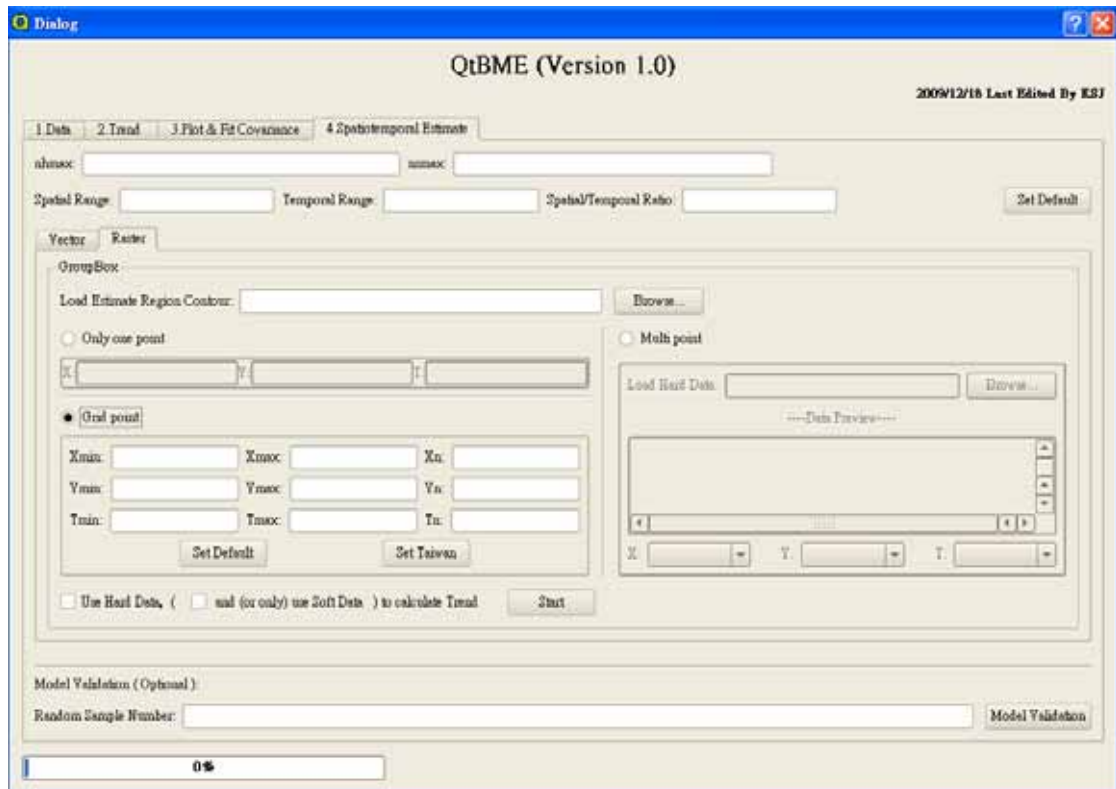 Dialog
QtBME (Version 1.0)
2009/12/18 Last Edited By KSJ
1.Data 2.Trend 3.Plot & Fit Covariance 4.Spatiotemporal Estimate
nhmax: nsmax:
Spatial Range: Temporal Range: Spatial/Temporal Ratio: Set Default
Vector Raster
GroupBox
Load Estimate Region Contour: Browse...
Only one point
X: Y: T:
Grid point
Xmin: Xmax: Xn:
Ymin: Ymax: Yn:
Tmin: Tmax: Tn:
Set Default Set Taiwan
Multi point
Load Hard Data: Browse...
----Data Preview----
X: Y: T:
Use Hard Data, ( and (or only) use Soft Data ) to calculate Trend Start
Model Validation ( Optional ):
Random Sample Number: Model Validation
0%